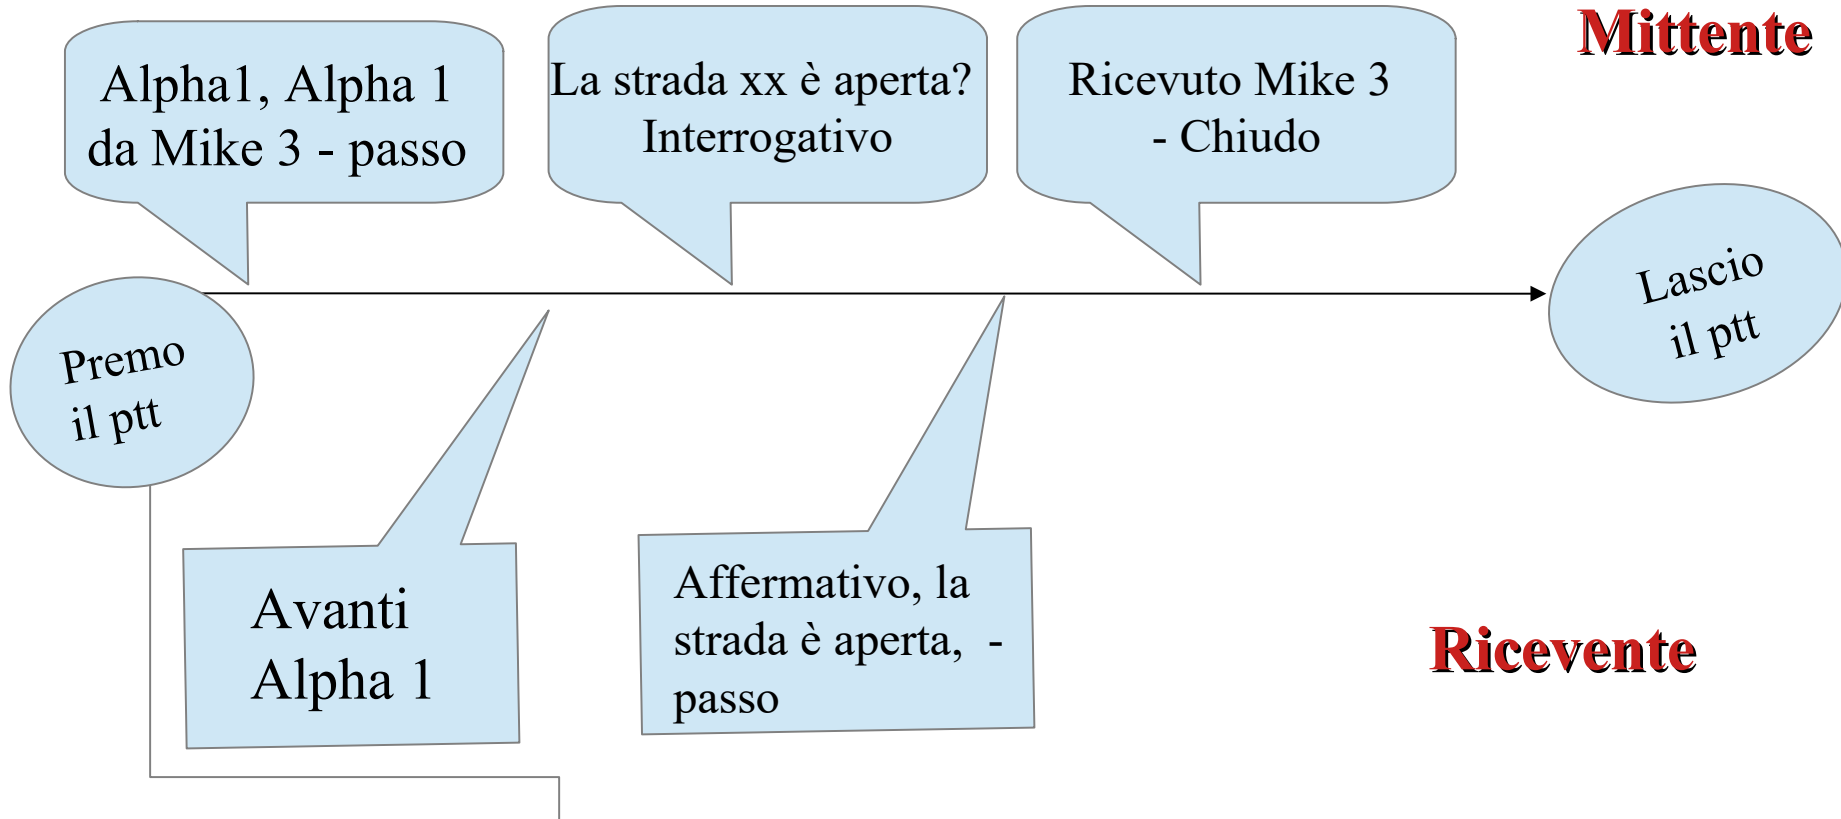 Mittente
Alpha1, Alpha 1
da Mike 3 - passo
La strada xx è aperta?
Interrogativo
Ricevuto Mike 3
- Chiudo
Premo
il ptt
Lascio
il ptt
Avanti
Alpha 1
Affermativo, la
strada è aperta,  -
passo
Ricevente